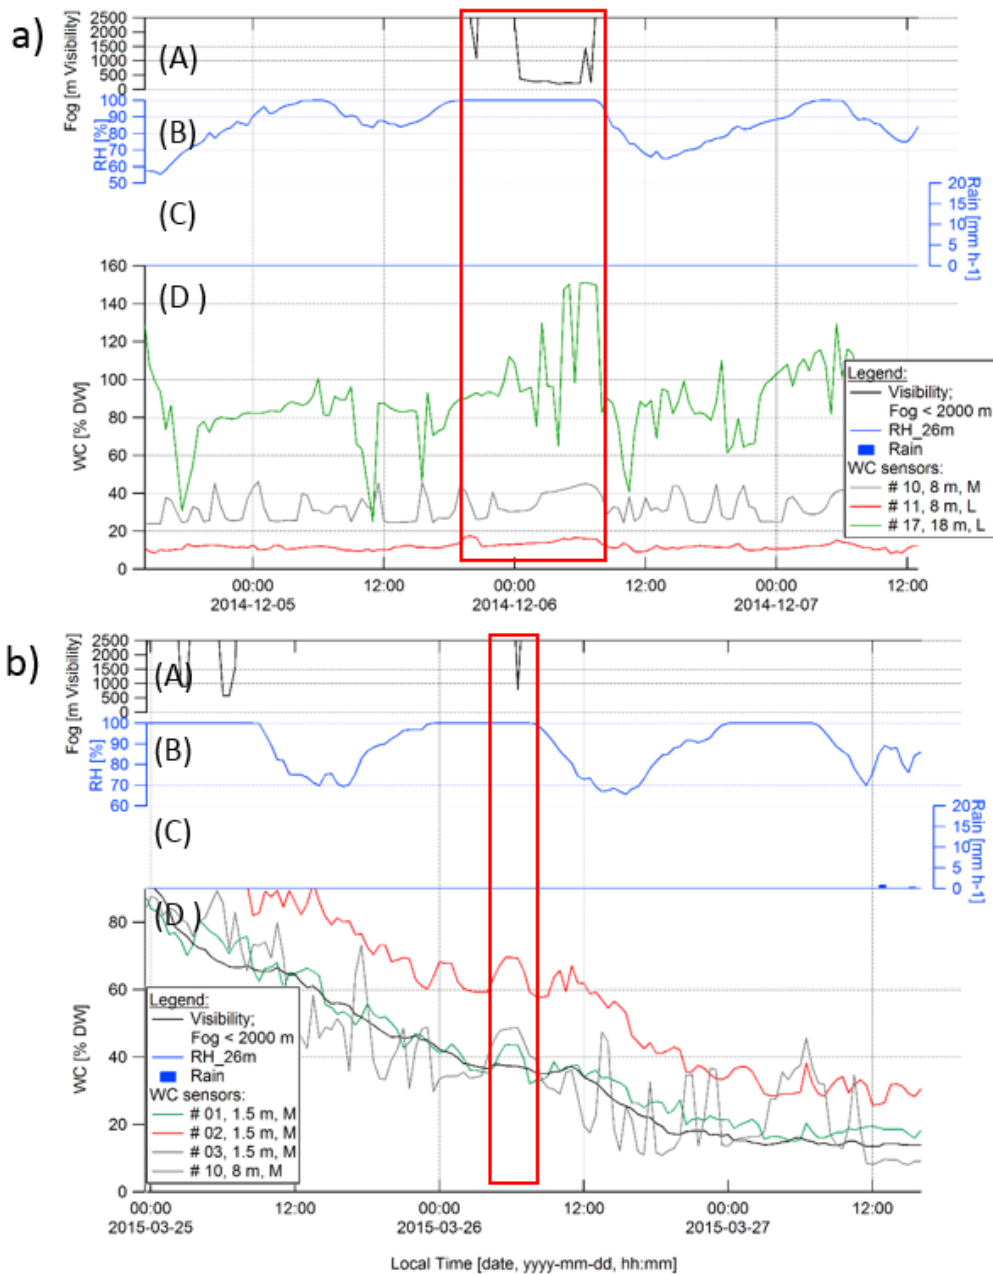 a)
Fog [m Visibility]
2500
2000
1500
1000
500
0
(A)
RH [%]
100
90
80
70
60
50
(B)
(C)
Rain [mm h-1]
20
15
10
5
0
WC [% DW]
160
140
120
100
80
60
40
20
0
(D )
Legend:
Visibility;
Fog < 2000 m
RH_26m
Rain
WC sensors:
# 10, 8 m, M
# 11, 8 m, L
# 17, 18 m, L
00:00 12:00 00:00 12:00 00:00 12:00
2014-12-05 2014-12-06 2014-12-07
b)
Fog [m Visibility]
2500
2000
1500
1000
500
0
(A)
RH [%]
100
90
80
70
60
(B)
(C)
Rain [mm h-1]
20
15
10
5
0
WC [% DW]
80
60
40
20
0
(D )
Legend:
Visibility;
Fog < 2000 m
RH_26m
Rain
WC sensors:
# 01, 1.5 m, M
# 02, 1.5 m, M
# 03, 1.5 m, M
# 10, 8 m, M
00:00 12:00 00:00 12:00 00:00 12:00
2015-03-25 2015-03-26 2015-03-27
Local Time [date, yyyy-mm-dd, hh:mm]